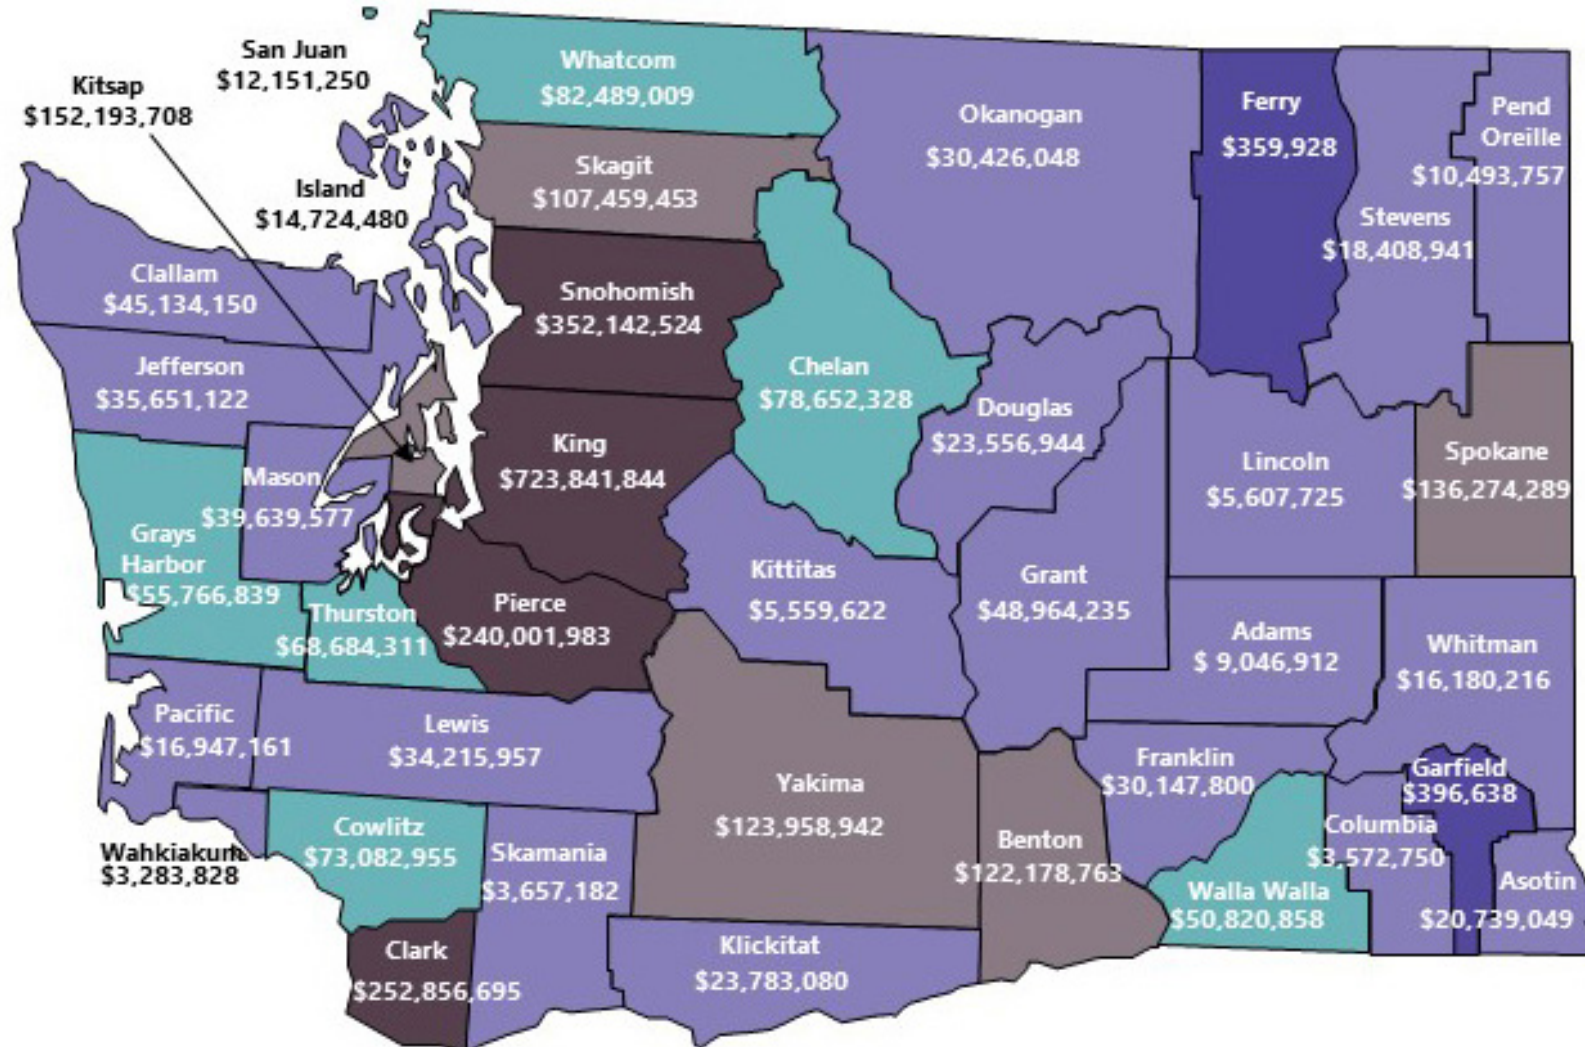 San Juan
$12,151,250
Kitsap
$152,193,708
Island
$14,724,480
Whatcom
$82,489,009
Skagit
$107,459,453
Okanogan
$30,426,048
Ferry
$359,928
Pend
Oreille
$10,493,757
Stevens
$18,408,941
Clallam
$45,134,150
Jefferson
$35,651,122
Snohomish
$352,142,524
Chelan
$78,652,328
Douglas
$23,556,944
King
$723,841,844
Mason
$39,639,577
Grays
Harbor
$55,766,839
Thurston
$68,684,311
Pierce
$240,001,983
Kittitas
$5,559,622
Grant
$48,964,235
Lincoln
$5,607,725
Spokane
$136,274,289
Adams
$ 9,046,912
Whitman
$16,180,216
Pacific
$16,947,161
Lewis
$34,215,957
Yakima
$123,958,942
Benton
$122,178,763
Franklin
$30,147,800
Garfield
$396,638
Columbia
$3,572,750
Wahkiakum
$3,283,828
Cowlitz
$73,082,955
Skamania
$3,657,182
Walla Walla
$50,820,858
Asotin
$20,739,049
Clark
$252,856,695
Klickitat
$23,783,080